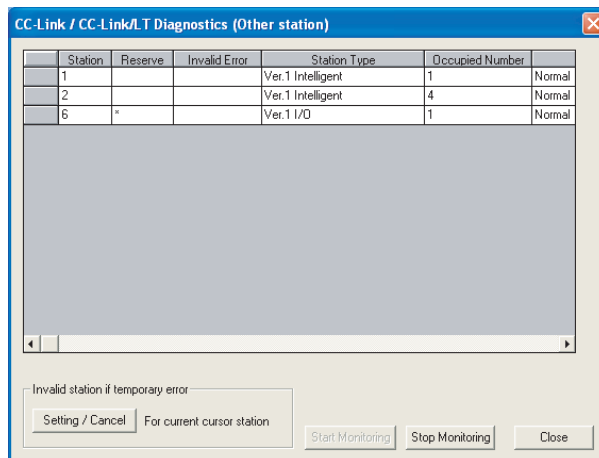 CC-Link / CC-Link/LT Diagnostics (Other station)
Station Reserve Invalid Error Station Type Occupied Number
1 Ver.1 Intelligent 1 Normal
2 Ver.1 Intelligent 4 Normal
6 * Ver.1 I/O 1 Normal
Invalid station if temporary error
Setting / Cancel For current cursor station
Start Monitoring Stop Monitoring Close